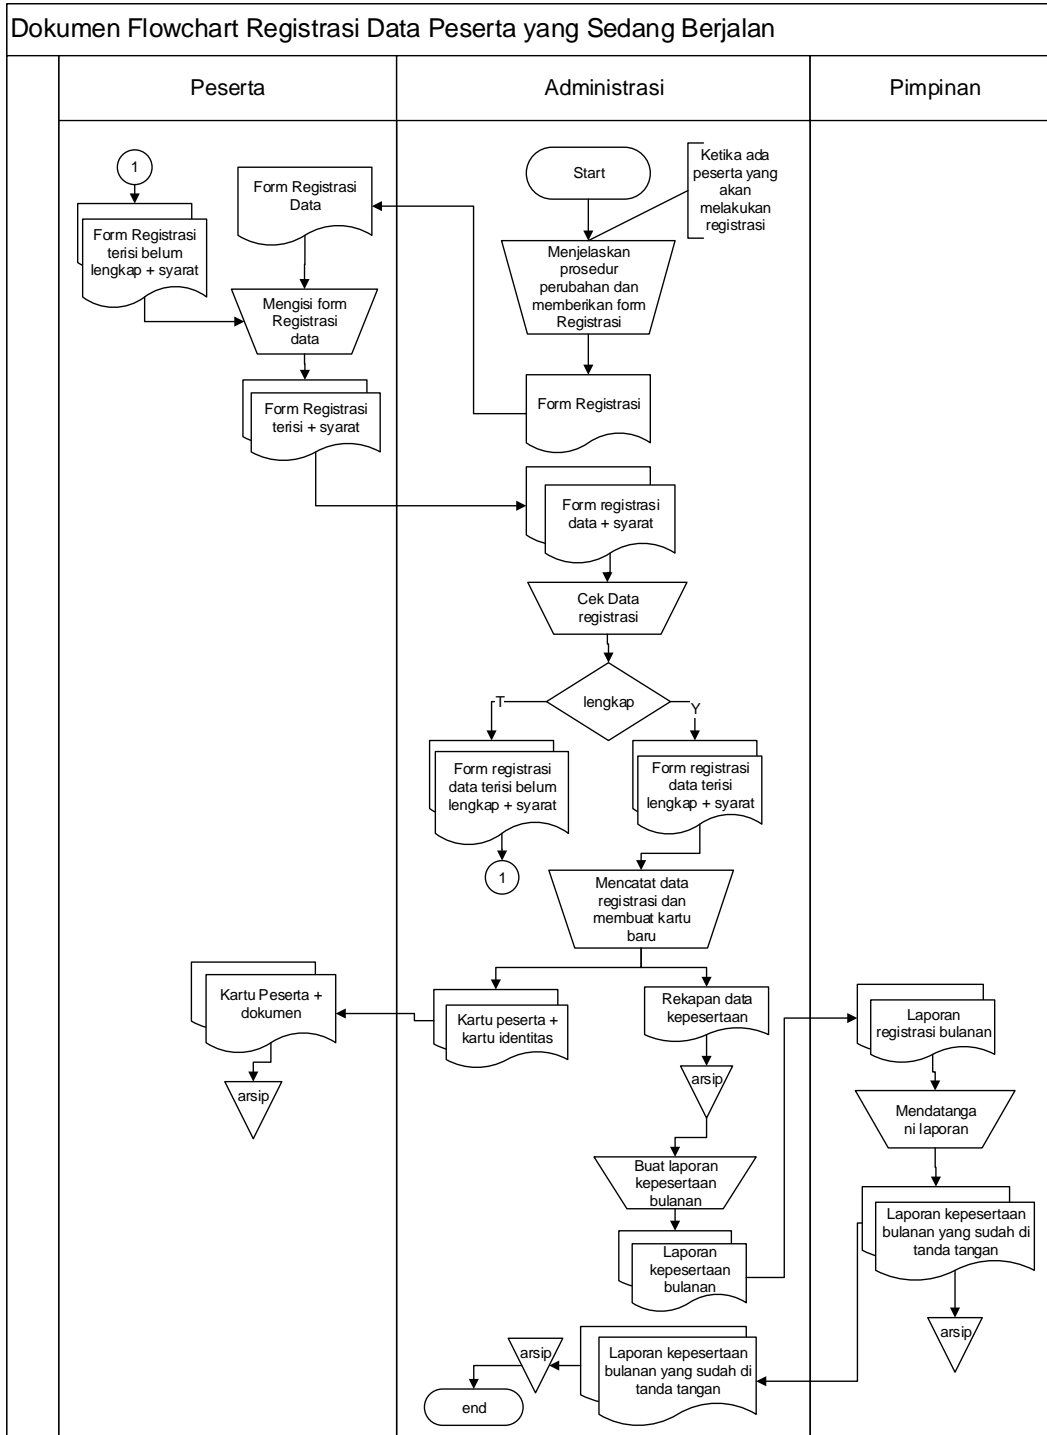 Dokumen Flowchart Registrasi Data Peserta yang Sedang Berjalan
Peserta
Administrasi
Pimpinan
1
Form Registrasi
terisi belum
lengkap + syarat
Form Registrasi
Data
Mengisi form
Registrasi
data
Form Registrasi
terisi + syarat
Start
Ketika ada
peserta yang
akan
melakukan
registrasi
Menjelaskan
prosedur
perubahan dan
memberikan form
Registrasi
Form Registrasi
Form registrasi
data + syarat
Cek Data
registrasi
lengkap
T
Y
Form registrasi
data terisi belum
lengkap + syarat
Form registrasi
data terisi
lengkap + syarat
1
Mencatat data
registrasi dan
membuat kartu
baru
Kartu Peserta +
dokumen
arsip
Kartu peserta +
kartu identitas
Rekapan data
kepesertaan
arsip
Buat laporan
kepesertaan
bulanan
Laporan
kepesertaan
bulanan
Laporan
registrasi bulanan
Mendatanga
ni laporan
Laporan kepesertaan
bulanan yang sudah di
tanda tangan
arsip
Laporan kepesertaan
bulanan yang sudah di
tanda tangan
arsip
end